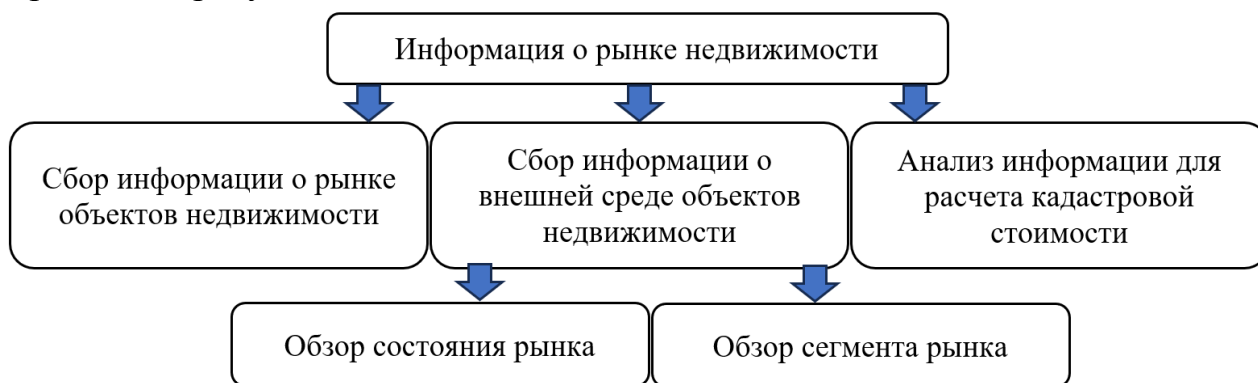 Информация о рынке недвижимости
Сбор информации о рынке
объектов недвижимости
Сбор информации о
внешней среде объектов
недвижимости
Анализ информации для
расчета кадастровой
стоимости
Обзор состояния рынка
Обзор сегмента рынка